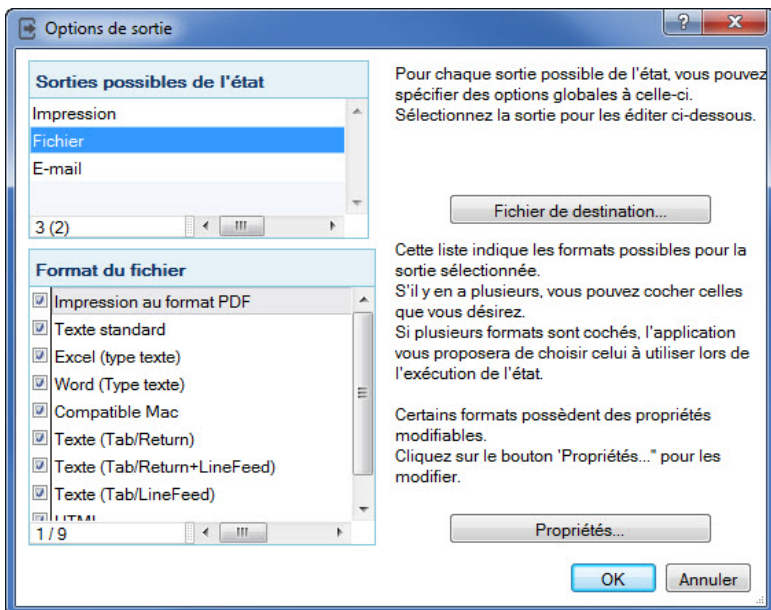 Options de sortie
Sorties possibles de l'état
Impression
Fichier
E-mail
3 (2)
Pour chaque sortie possible de l'état, vous pouvez
spécifier des options globales à celle-ci.
Sélectionnez la sortie pour les éditer ci-dessous.
Fichier de destination...
Format du fichier
Impression au format PDF
Texte standard
Excel (type texte)
Word (Type texte)
Compatible Mac
Texte (Tab/Return)
Texte (Tab/Return+LineFeed)
Texte (Tab/LineFeed)
HTML
1 / 9
Cette liste indique les formats possibles pour la
sortie sélectionnée.
S'il y en a plusieurs, vous pouvez cocher celles
que vous désirez.
Si plusieurs formats sont cochés, l'application
vous proposera de choisir celui à utiliser lors de
l'exécution de l'état.
Certains formats possèdent des propriétés
modifiables.
Cliquez sur le bouton 'Propriétés..." pour les
modifier.
Propriétés...
OK
Annuler